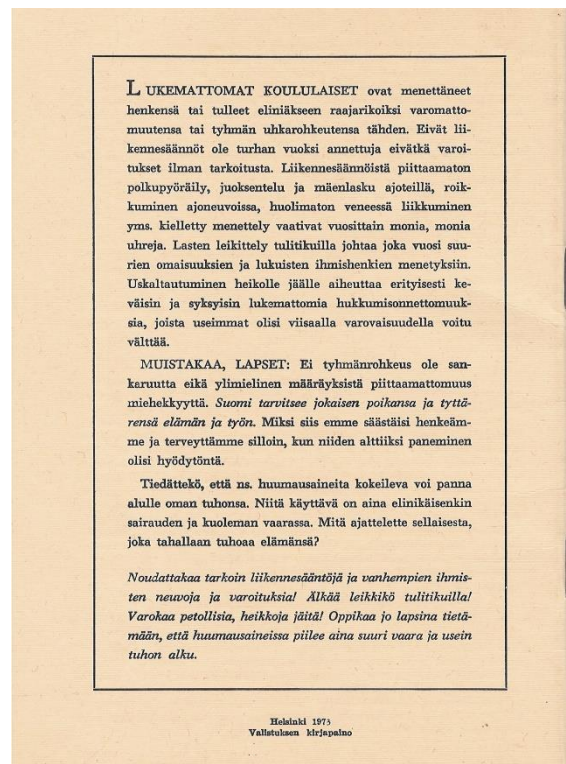 LUKEMATTOMAT KOULULAISET ovat menettäneet
henkensä tai tulleet eliniäkseen raajarikoiksi varomatto-
muutensa tai tyhmän uhkarohkeutensa tähden. Eivät lii-
kennesäännöt ole turhan vuoksi annettuja eivätkä varoi-
tukset ilman tarkoitusta. Liikennesäännöistä piittaamaton
polkupyöräily, juoksentelu ja mäenlasku ajoteillä, roik-
kuminen ajoneuvoissa, huolimaton veneessä liikkuminen
yms. kielletty menettely vaativat vuosittain monia, monia
uhreja. Lasten leikittely tulitikuilla johtaa joka vuosi suu-
rien omaisuuksien ja lukuisten ihmishenkien menetyksiin.
Uskaltautuminen heikolle jäälle aiheuttaa erityisesti ke-
väisin ja syksyisin lukemattomia hukkumisonnettomuuk-
sia, joista useimmat olisi viisaalla varovaisuudella voitu
välttää.
MUISTAKAA, LAPSET: Ei tyhmänrohkeus ole san-
karuutta eikä ylimielinen määräyksistä piittaamattomuus
miehekkyyttä. Suomi tarvitsee jokaisen poikansa ja tyttä-
rensä elämän ja työn. Miksi siis emme säästäisi henkeäm-
me ja terveyttämme silloin, kun niiden alttiiksi paneminen
olisi hyödytöntä.
Tiedättekö, että ns. huumausaineita kokeileva voi panna
alulle oman tuhonsa. Niitä käyttävä on aina elinikäisenkin
sairauden ja kuoleman vaarassa. Mitä ajattelette sellaisesta,
joka tahallaan tuhoaa elämänsä?
Noudattakaa tarkoin liikennesääntöjä ja vanhempien ihmis-
ten neuvoja ja varoituksia! Älkää leikkikö tulitikuilla!
Varokaa petollisia, heikkoja jäitä! Oppikaa jo lapsina tietä-
mään, että huumausaineissa piilee aina suuri vaara ja usein
tuhon alku.
Helsinki 1973
Valistuksen kirjapaino